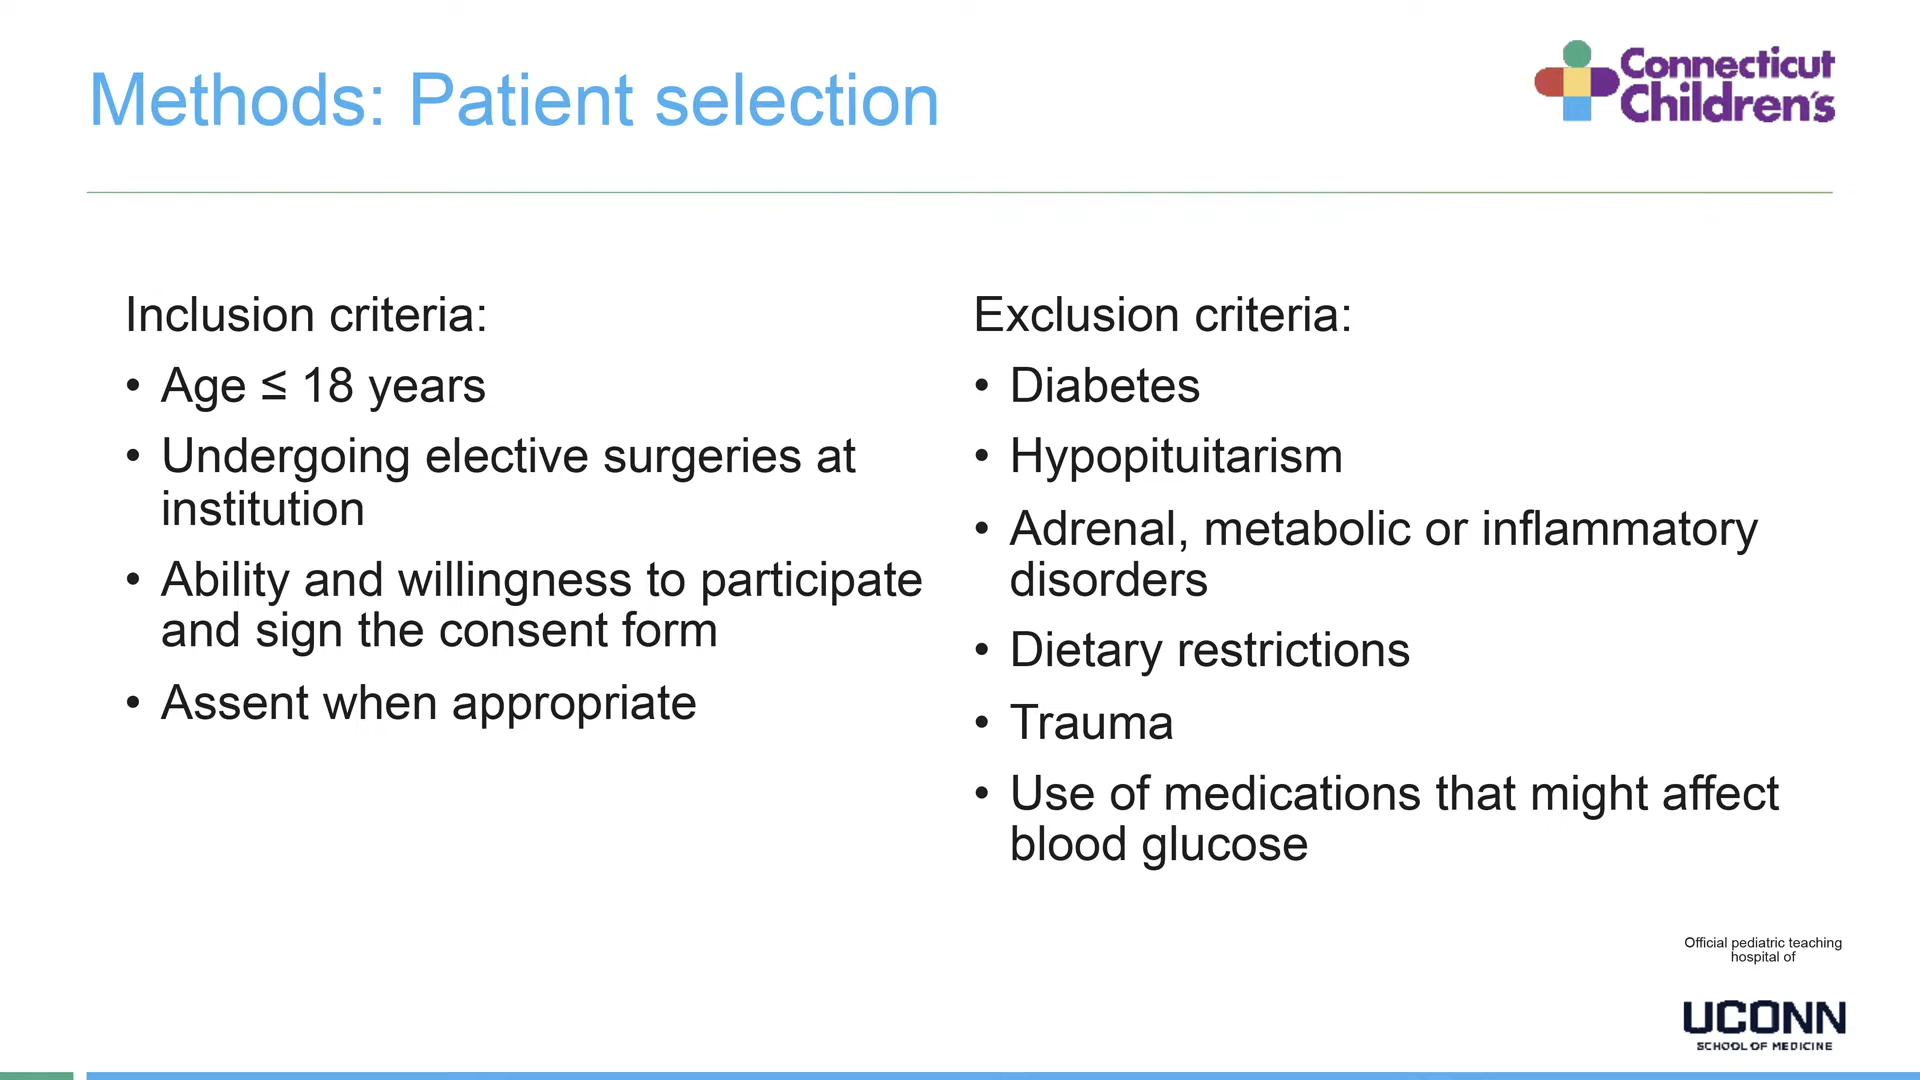 Methods: Patient selection
Connecticut
Children's
Inclusion criteria:
• Age ≤ 18 years
• Undergoing elective surgeries at
institution
• Ability and willingness to participate
and sign the consent form
• Assent when appropriate
Exclusion criteria:
• Diabetes
• Hypopituitarism
• Adrenal, metabolic or inflammatory
disorders
• Dietary restrictions
• Trauma
• Use of medications that might affect
blood glucose
Official pediatric teaching
hospital of
UCONN
SCHOOL OF MEDICINE